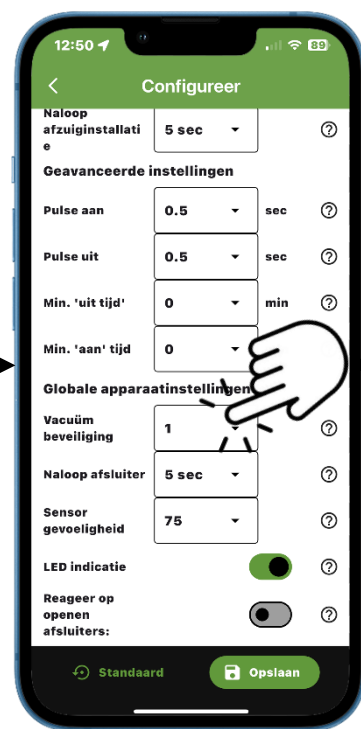 12:50
89
Configureer
Naloop
afzuiginstallati
e
5 sec
Geavanceerde instellingen
Pulse aan
0.5
sec
Pulse uit
0.5
sec
Min. 'uit tijd'
0
min
Min. 'aan' tijd
0
Globale apparaatinstellingen
Vacuüm
beveiliging
1
Naloop afsluiter
5 sec
Sensor
gevoeligheid
75
LED indicatie
Reageer op
openen
afsluiters:
Standaard
Opslaan